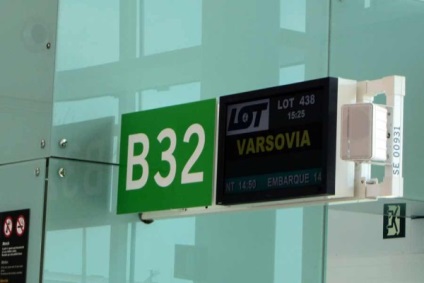 B32
LOT
LOT 438
15:25
VARSOVIA
NT:14:50 EMBARQUE 14
SE 00931